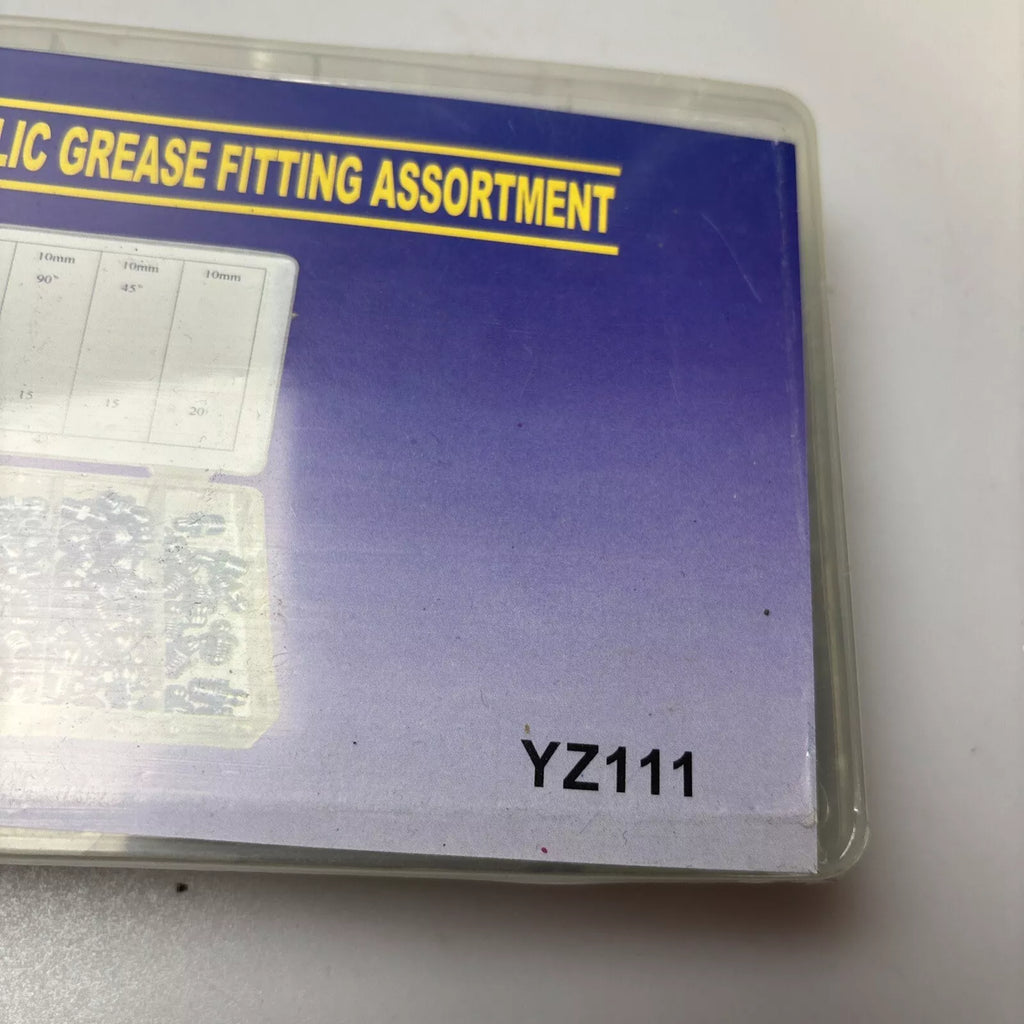 LIC GREASE FITTING ASSORTMENT
10mm 10mm 10mm
90° 45°
15 15 20
YZ111